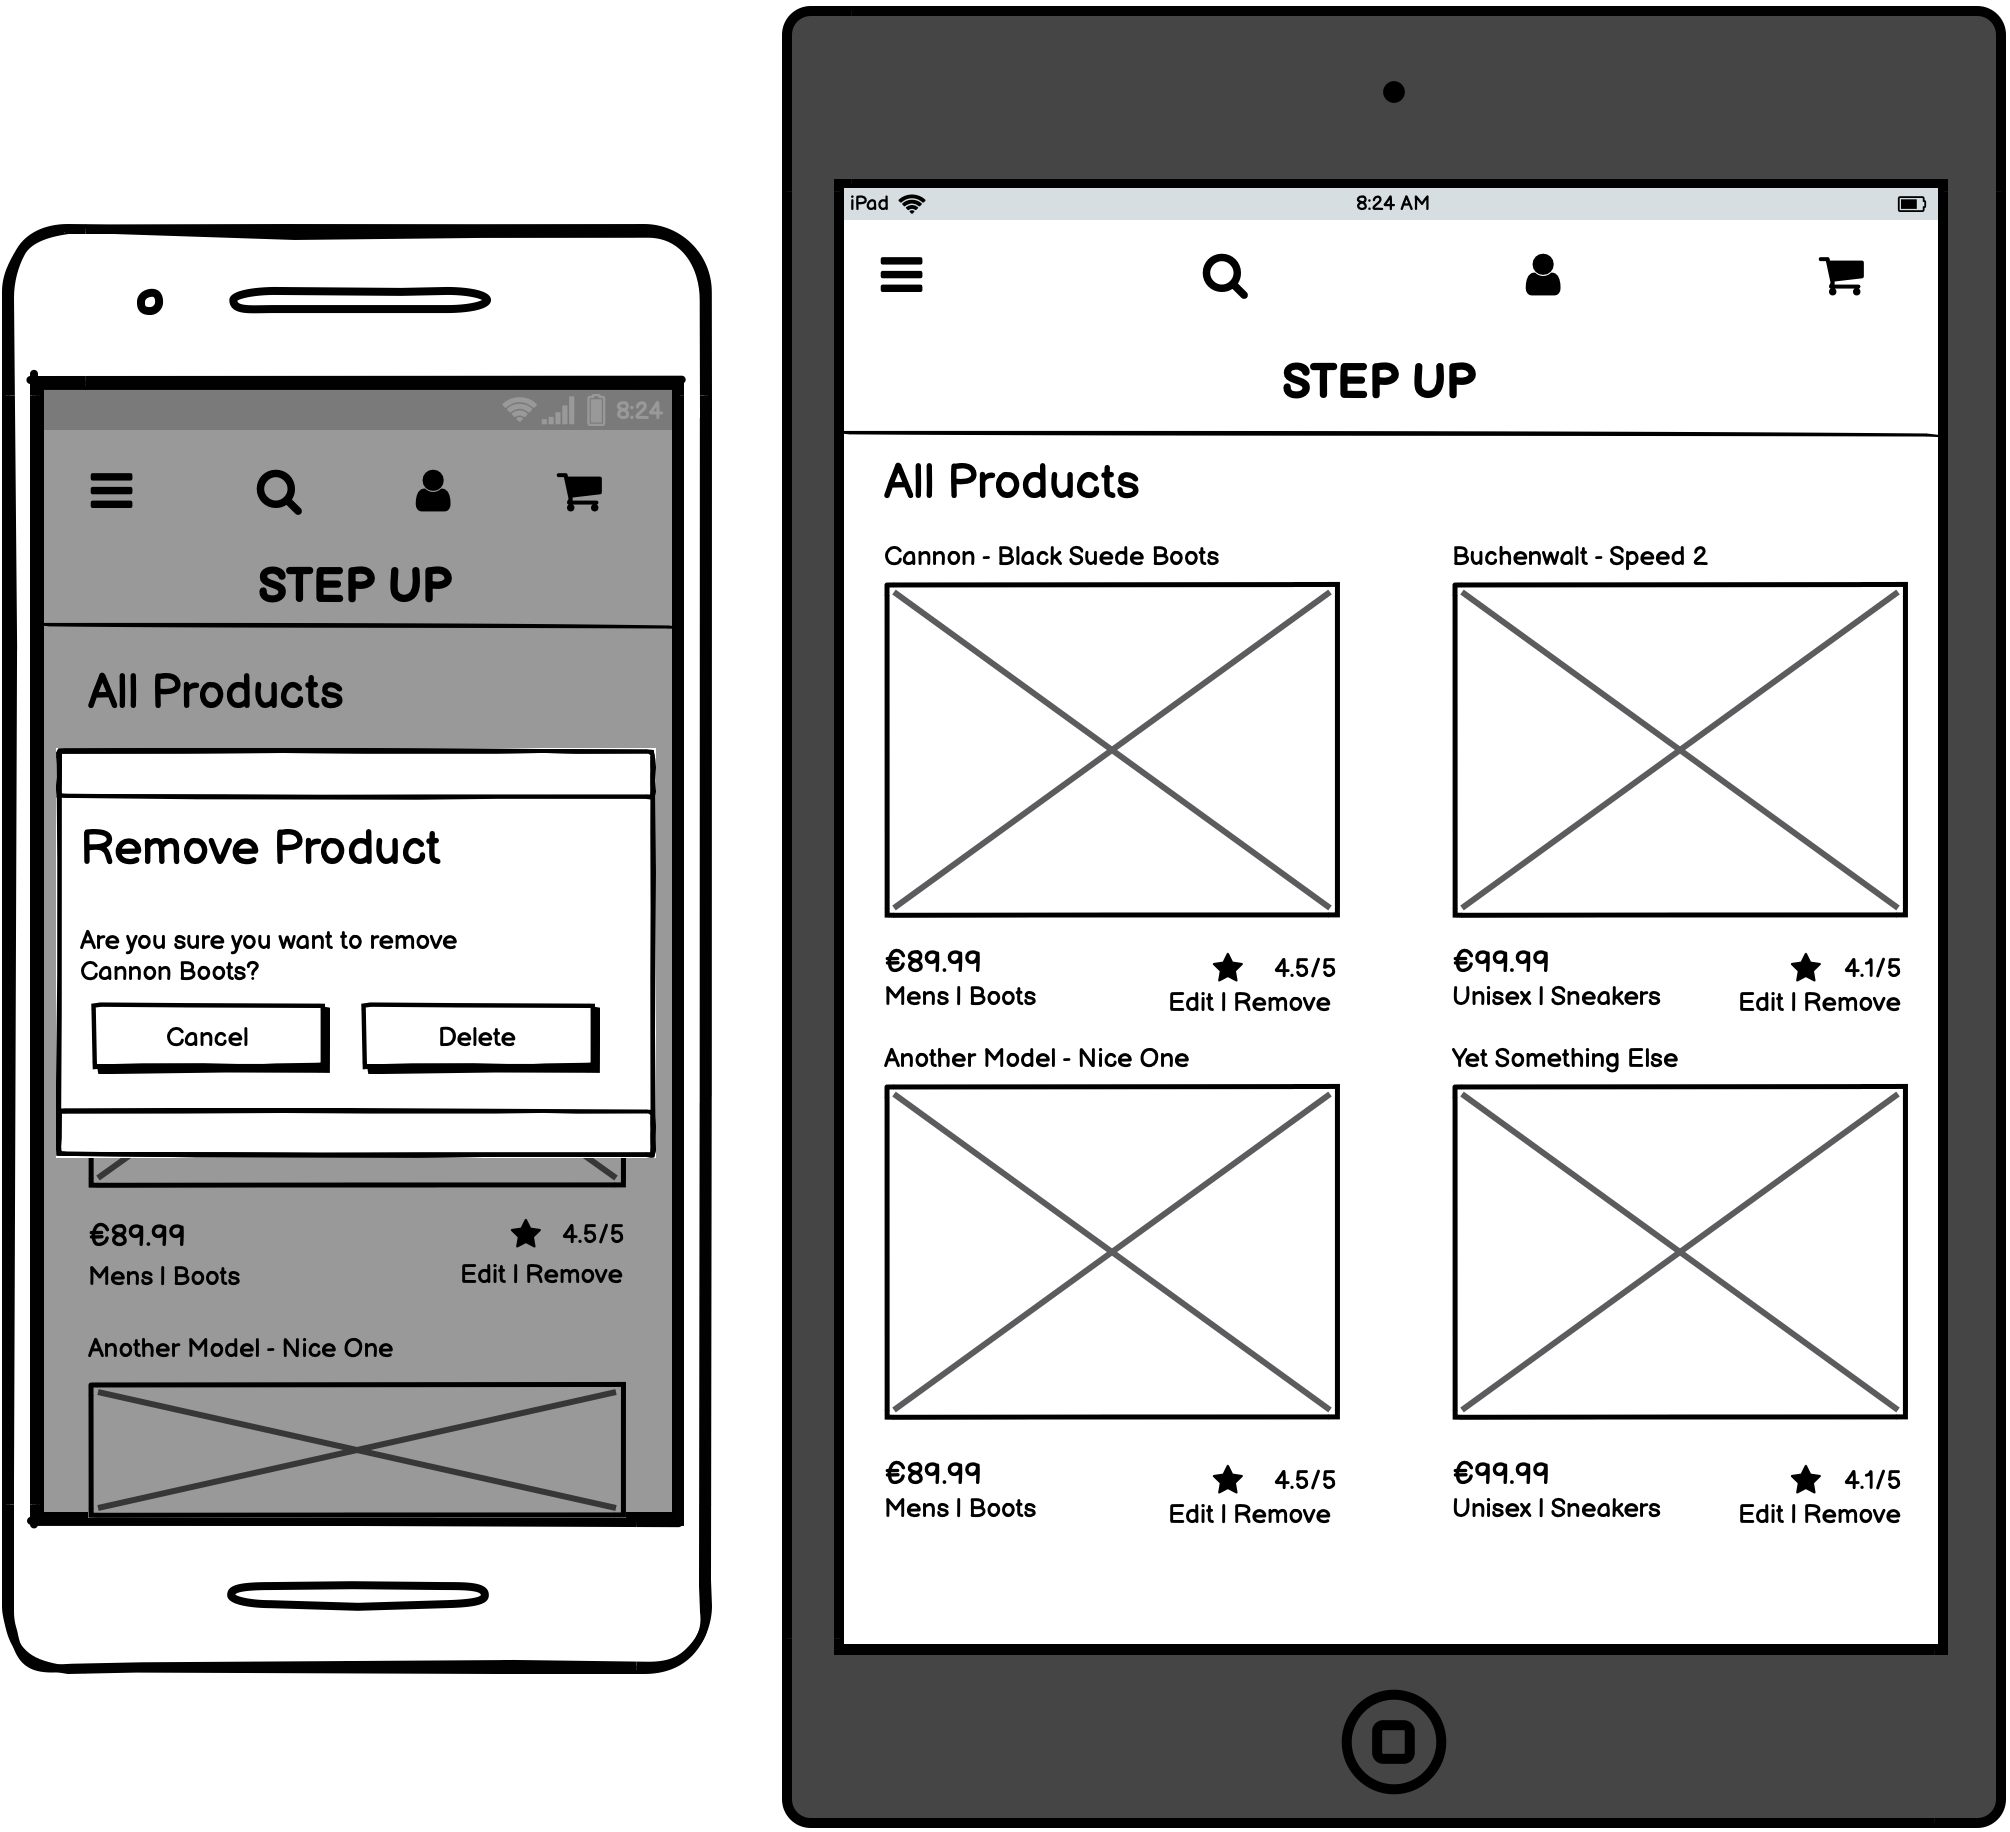 8:24
STEP UP
All Products
Remove Product
Are you sure you want to remove
Cannon Boots?
Cancel
Delete
€89.99
4.5/5
Mens | Boots
Edit | Remove
Another Model - Nice One
iPad
8:24 AM
STEP UP
All Products
Cannon - Black Suede Boots
Buchenwalt - Speed 2
€89.99
4.5/5
Mens | Boots
Edit | Remove
€99.99
4.1/5
Unisex | Sneakers
Edit | Remove
Another Model - Nice One
Yet Something Else
€89.99
4.5/5
Mens | Boots
Edit | Remove
€99.99
4.1/5
Unisex | Sneakers
Edit | Remove